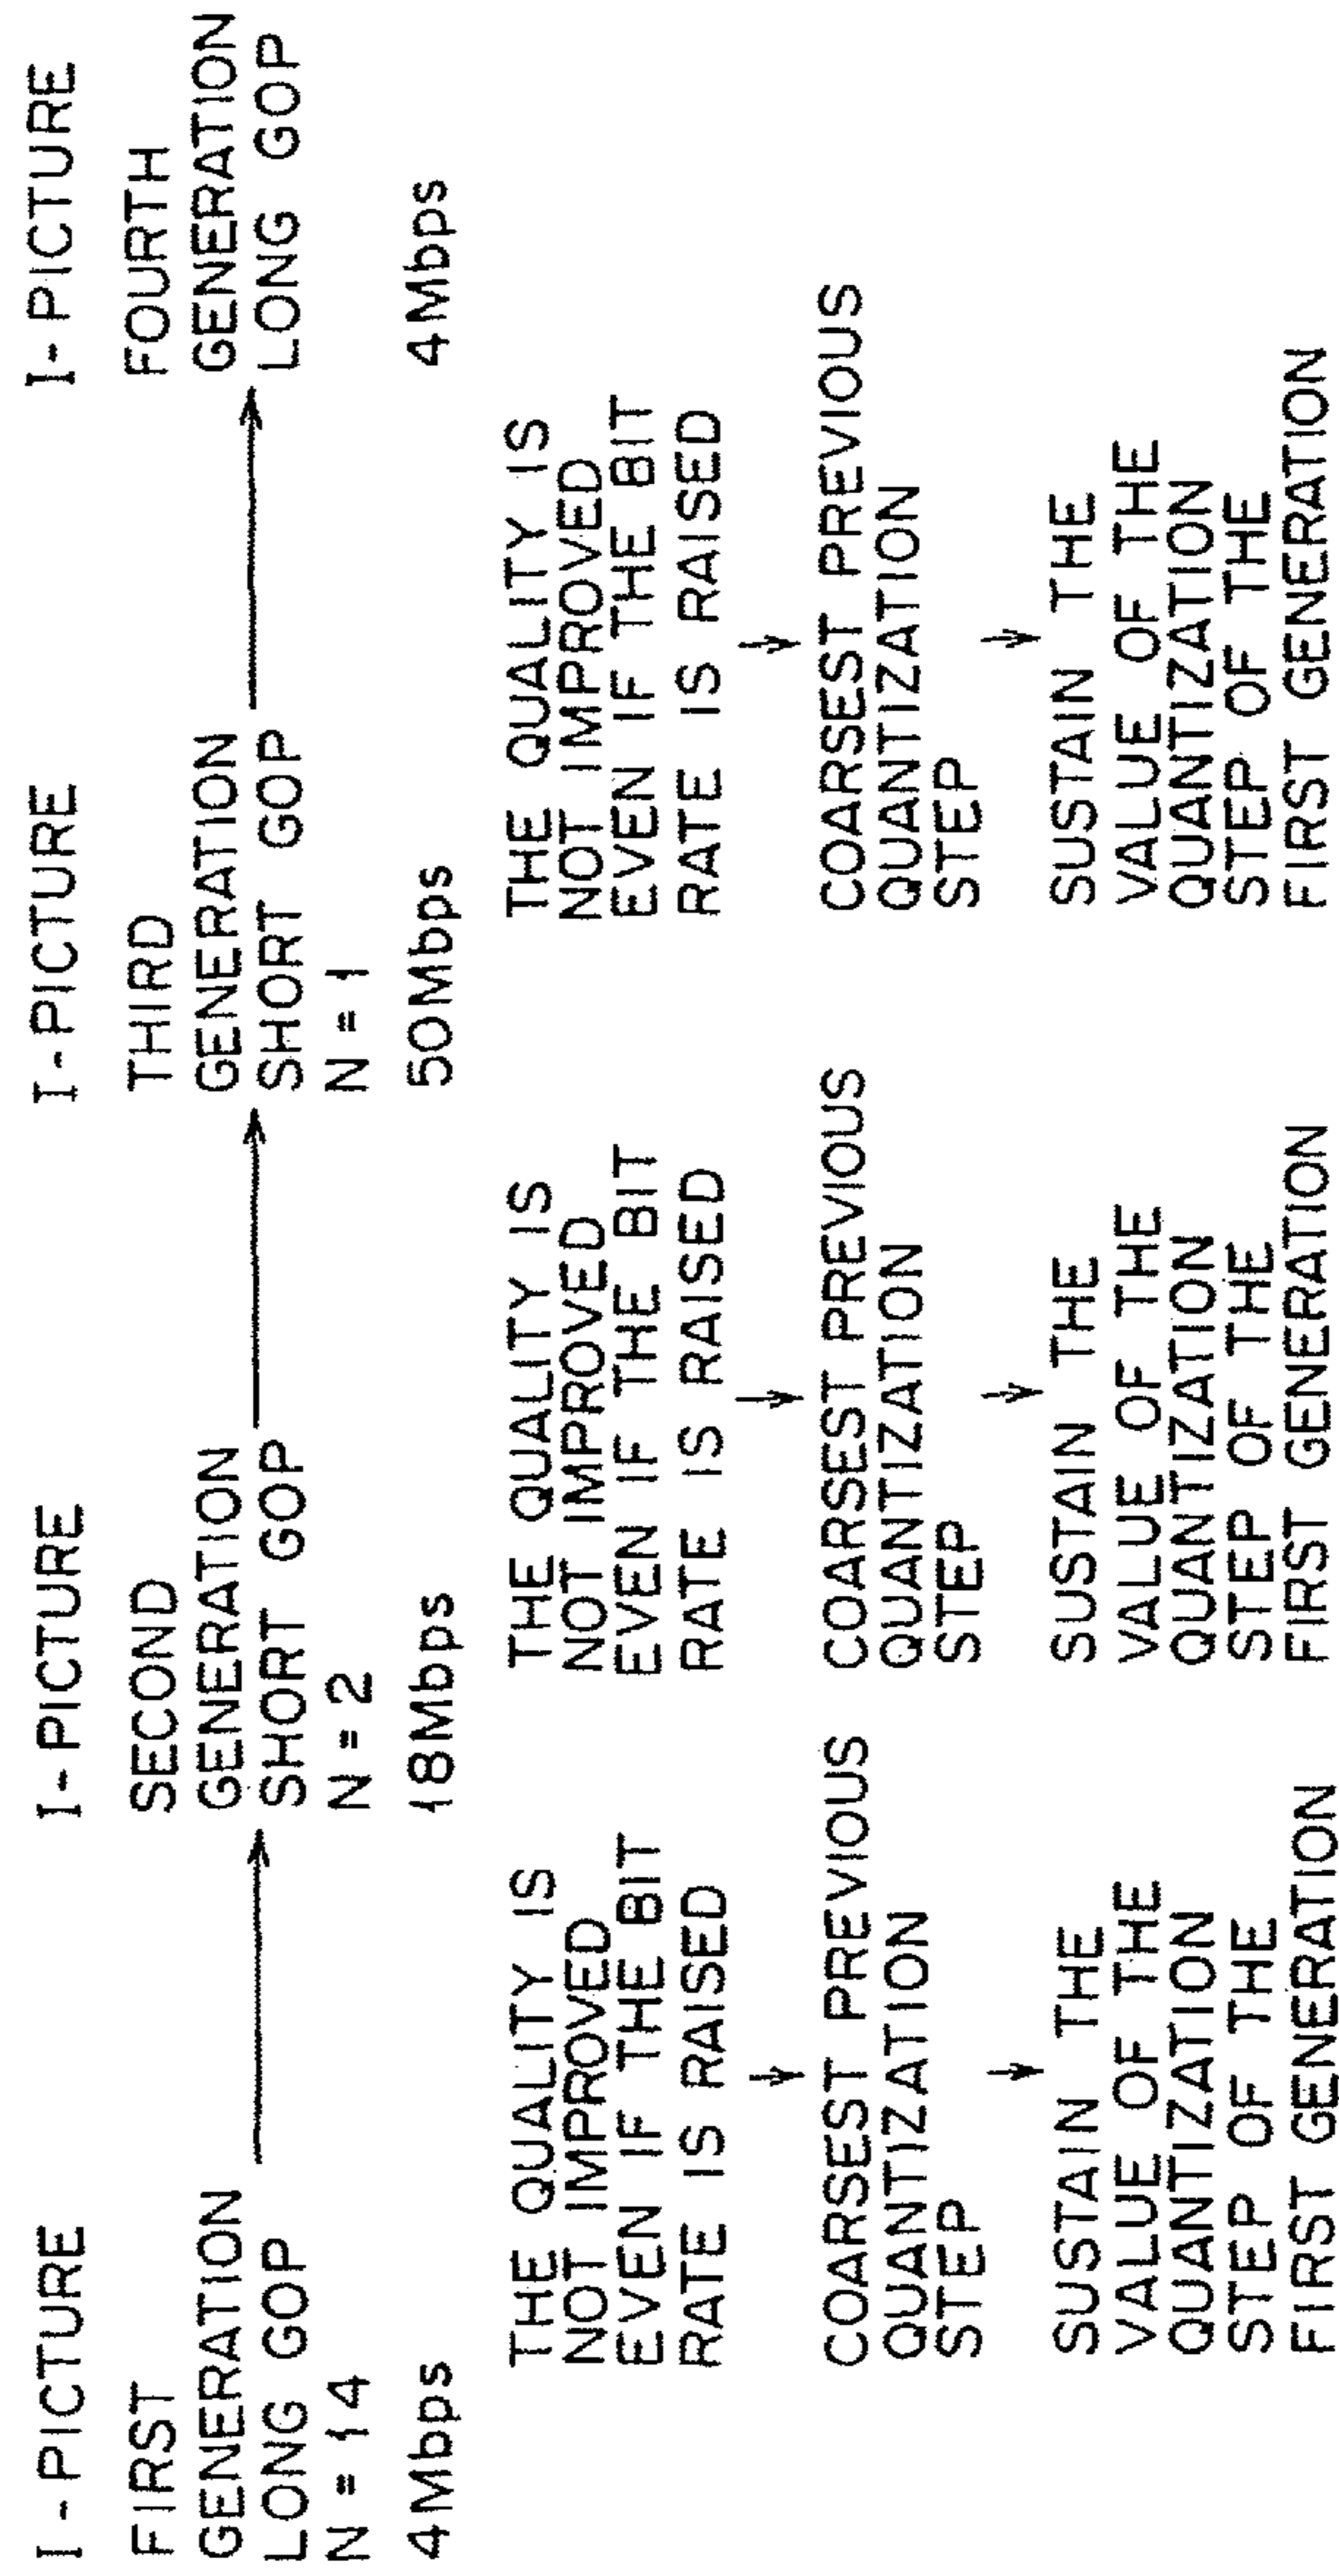 I-PICTURE
FIRST
GENERATION
LONG GOP
N = 14
4Mbps
I-PICTURE
SECOND
GENERATION
SHORT GOP
N = 2
18Mbps
I-PICTURE
THIRD
GENERATION
SHORT GOP
N = 1
50Mbps
I-PICTURE
FOURTH
GENERATION
LONG GOP
4Mbps
THE QUALITY IS
NOT IMPROVED
EVEN IF THE BIT
RATE IS RAISED
COARSEST PREVIOUS
QUANTIZATION
STEP
SUSTAIN THE
VALUE OF THE
QUANTIZATION
STEP OF THE
FIRST GENERATION
THE QUALITY IS
NOT IMPROVED
EVEN IF THE BIT
RATE IS RAISED
COARSEST PREVIOUS
QUANTIZATION
STEP
SUSTAIN THE
VALUE OF THE
QUANTIZATION
STEP OF THE
FIRST GENERATION
THE QUALITY IS
NOT IMPROVED
EVEN IF THE BIT
RATE IS RAISED
COARSEST PREVIOUS
QUANTIZATION
STEP
SUSTAIN THE
VALUE OF THE
QUANTIZATION
STEP OF THE
FIRST GENERATION